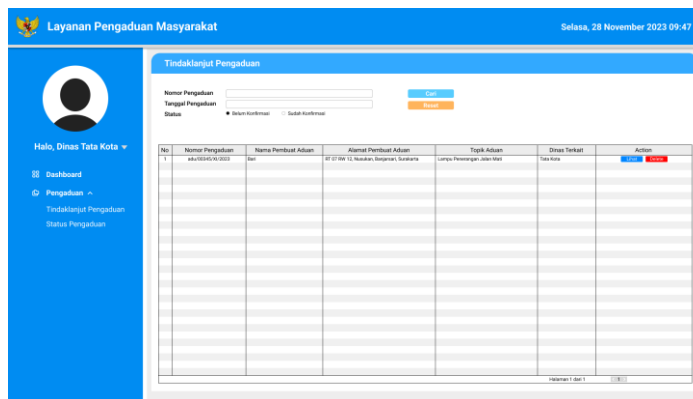 Layanan Pengaduan Masyarakat
Selasa, 28 November 2023 09:47
Halo, Dinas Tata Kota
Dashboard
Pengaduan
Tindaklanjut Pengaduan
Status Pengaduan
Tindaklanjut Pengaduan
Nomor Pengaduan Cari
Tanggal Pengaduan Reset
Status Belum Konfirmasi Sudah Konfirmasi
No Nomor Pengaduan Nama Pembuat Aduan Alamat Pembuat Aduan Topik Aduan Dinas Terkait Action
1 adu/00045/XI/2023 Bari RT 07 RW 12, Nusukan, Banjarsari, Surakarta Lampu Penerangan Jalan Mati Tata Kota Lihat Delete
Halaman 1 dari 1 1